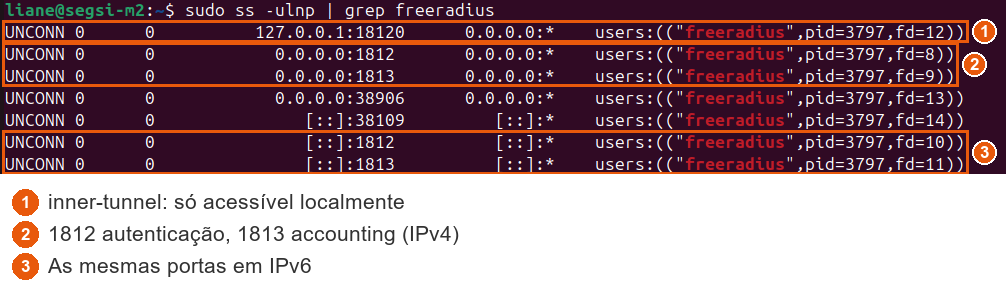 liane@segsi-m2:~$ sudo ss -ulnp | grep freeradius
UNCONN 0 0 127.0.0.1:18120 0.0.0.0:* users:(("freeradius",pid=3797,fd=12)) 1
UNCONN 0 0 0.0.0.0:1812 0.0.0.0:* users:(("freeradius",pid=3797,fd=8))
UNCONN 0 0 0.0.0.0:1813 0.0.0.0:* users:(("freeradius",pid=3797,fd=9)) 2
UNCONN 0 0 0.0.0.0:38906 0.0.0.0:* users:(("freeradius",pid=3797,fd=13))
UNCONN 0 0 [::]:38109 [::]:* users:(("freeradius",pid=3797,fd=14))
UNCONN 0 0 [::]:1812 [::]:* users:(("freeradius",pid=3797,fd=10))
UNCONN 0 0 [::]:1813 [::]:* users:(("freeradius",pid=3797,fd=11)) 3
1 inner-tunnel: só acessível localmente
2 1812 autenticação, 1813 accounting (IPv4)
3 As mesmas portas em IPv6